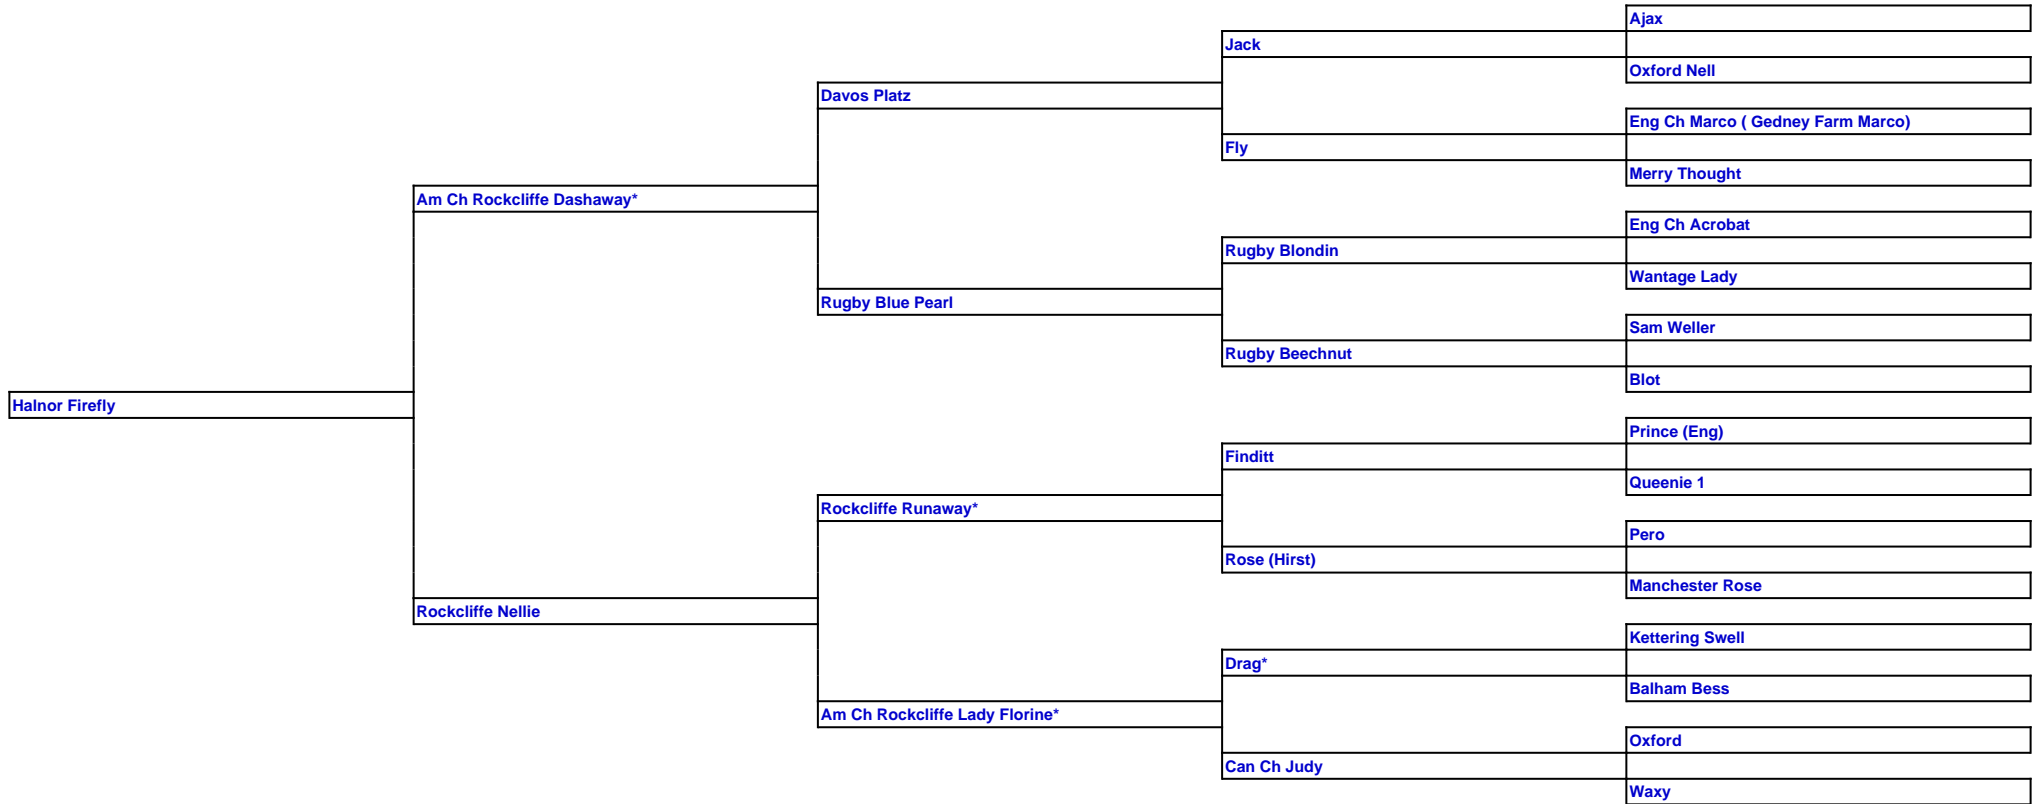 Ajax
Jack
Oxford Nell
Davos Platz
Eng Ch Marco ( Gedney Farm Marco)
Fly
Merry Thought
Am Ch Rockcliffe Dashaway*
Eng Ch Acrobat
Rugby Blondin
Wantage Lady
Rugby Blue Pearl
Sam Weller
Rugby Beechnut
Blot
Halnor Firefly
Prince (Eng)
Finditt
Queenie 1
Rockcliffe Runaway*
Pero
Rose (Hirst)
Manchester Rose
Rockcliffe Nellie
Kettering Swell
Drag*
Balham Bess
Am Ch Rockcliffe Lady Florine*
Oxford
Can Ch Judy
Waxy